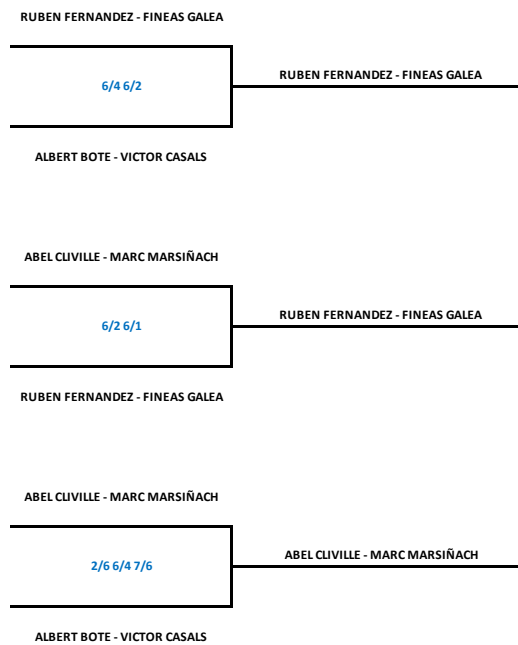 RUBEN FERNANDEZ - FINEAS GALEA
RUBEN FERNANDEZ - FINEAS GALEA
6/4 6/2
ALBERT BOTE - VICTOR CASALS
ABEL CLIVILLE - MARC MARSIÑACH
RUBEN FERNANDEZ - FINEAS GALEA
6/2 6/1
RUBEN FERNANDEZ - FINEAS GALEA
ABEL CLIVILLE - MARC MARSIÑACH
ABEL CLIVILLE - MARC MARSIÑACH
2/6 6/4 7/6
ALBERT BOTE - VICTOR CASALS